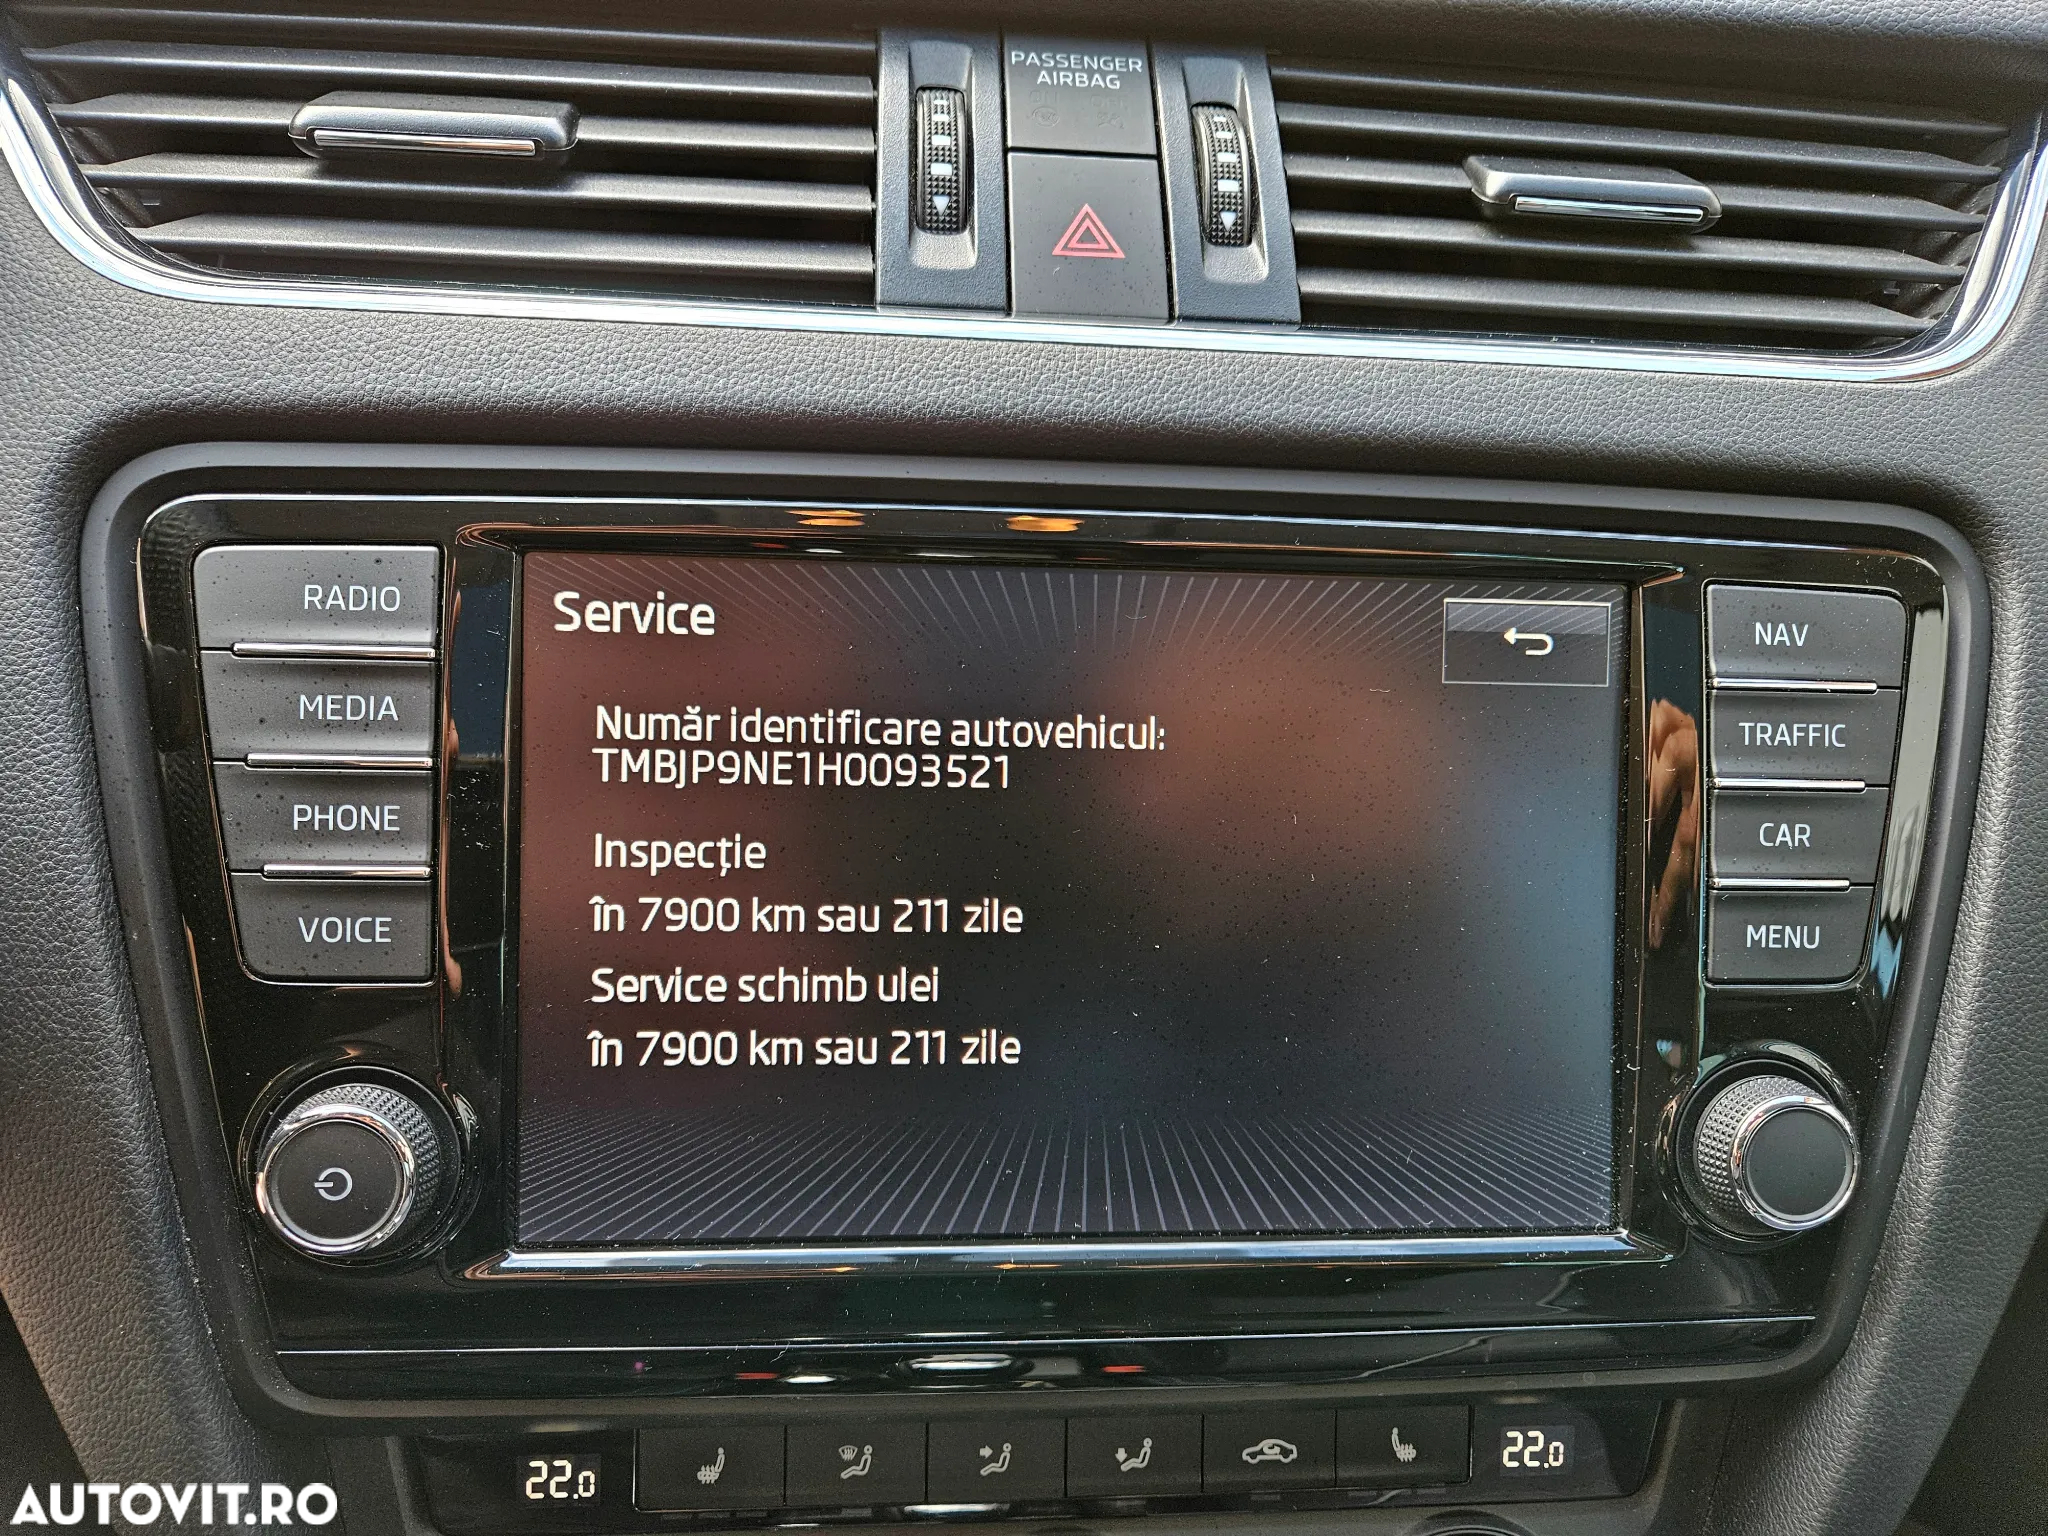 PASSENGER
AIRBAG
RADIO
MEDIA
PHONE
VOICE
Service
Număr identificare autovehicul:
TMBJP9NE1H0093521
Inspecție
în 7900 km sau 211 zile
Service schimb ulei
în 7900 km sau 211 zile
NAV
TRAFFIC
CAR
MENU
22.0
22.0
AUTOVIT.RO